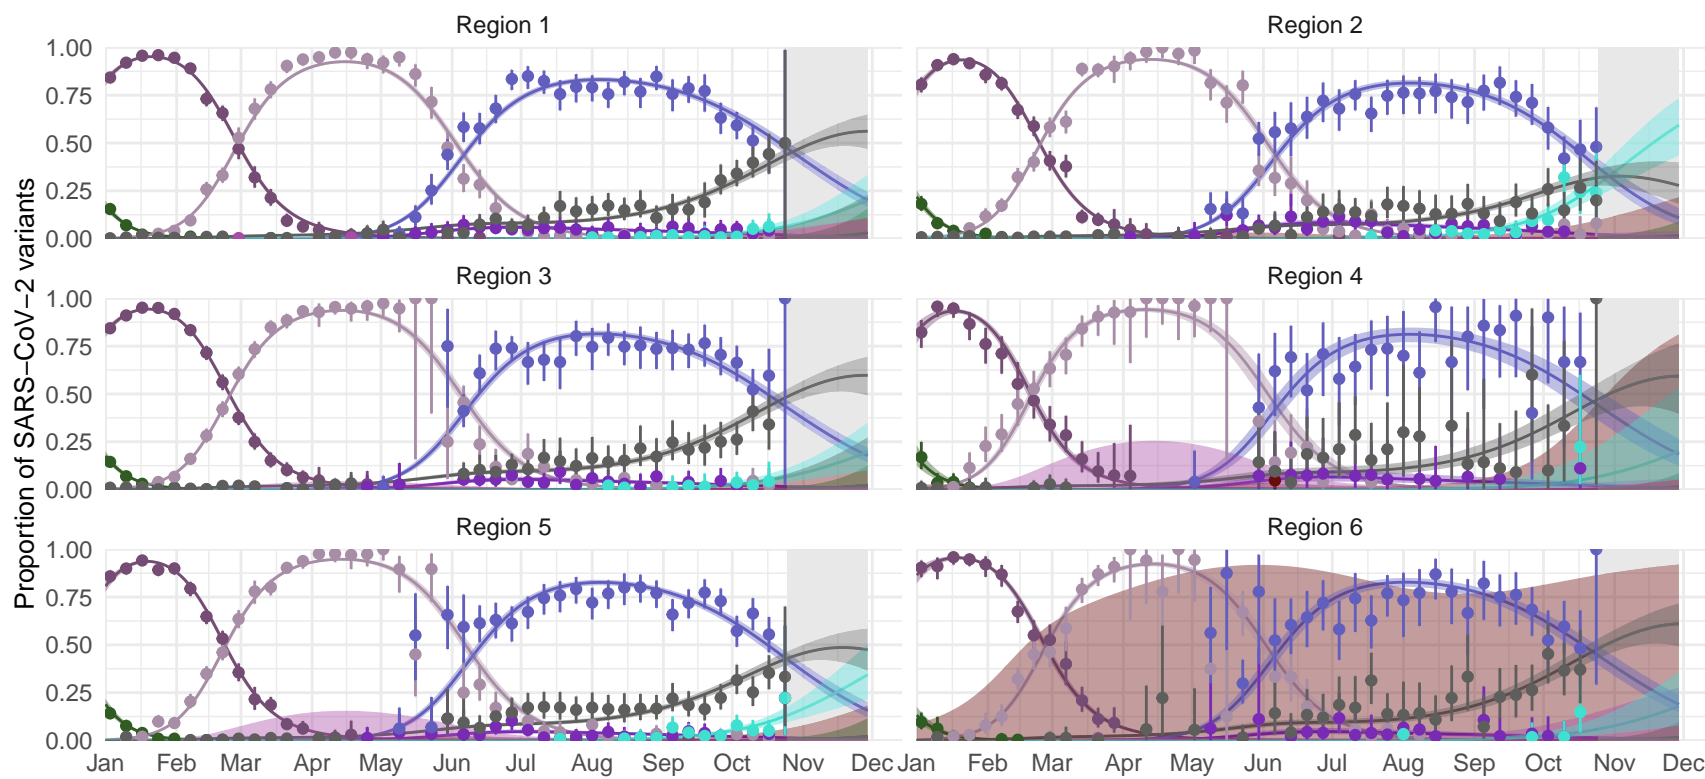 Region 1
Region 2
1.00
0.75
0.50
0.25
0.00
Region 3
Region 4
1.00
0.75
0.50
0.25
0.00
Region 5
Region 6
1.00
0.75
0.50
0.25
0.00
Jan Feb Mar Apr May Jun Jul Aug Sep Oct Nov Dec
Jan Feb Mar Apr May Jun Jul Aug Sep Oct Nov Dec
Proportion of SARS−CoV−2 variants